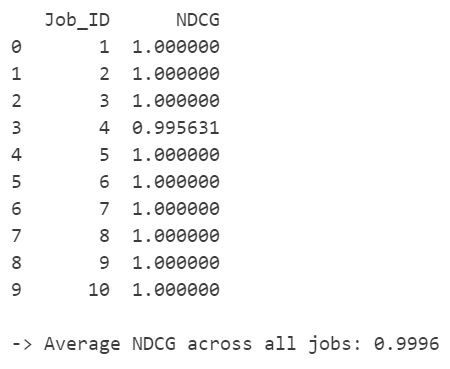 Job_ID NDCG
0 1 1.000000
1 2 1.000000
2 3 1.000000
3 4 0.995631
4 5 1.000000
5 6 1.000000
6 7 1.000000
7 8 1.000000
8 9 1.000000
9 10 1.000000
-> Average NDCG across all jobs: 0.9996